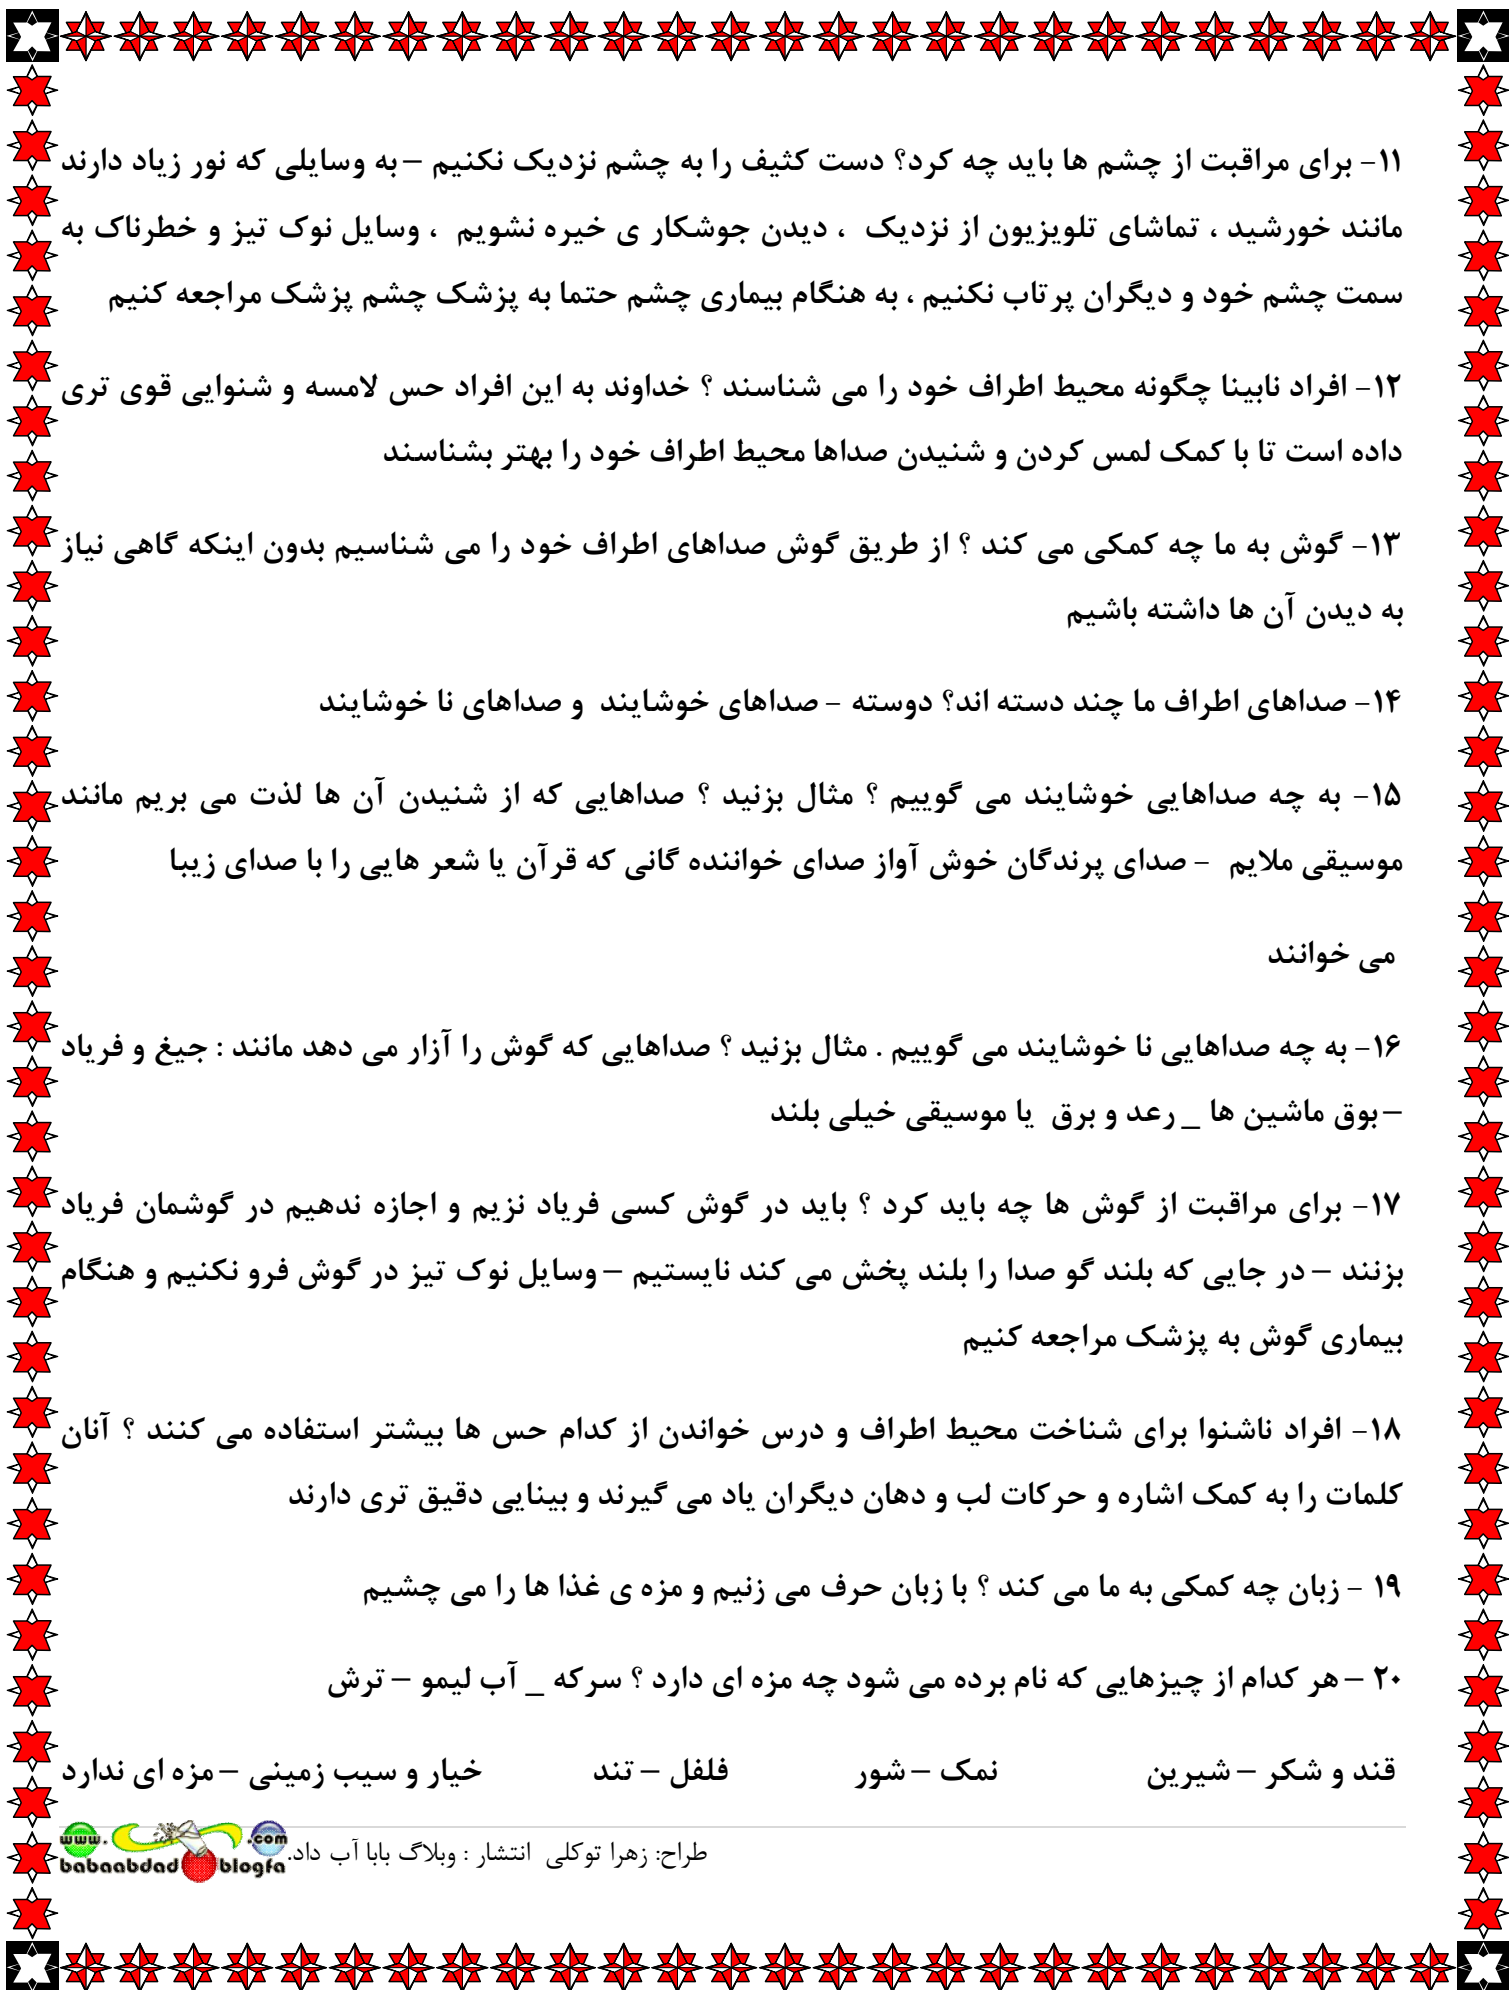 ۱۱- برای مراقبت از چشم ها باید چه کرد؟ دست کثیف را به چشم نزدیک نکنیم – به وسایلی که نور زیاد دارند
مانند خورشید ، تماشای تلویزیون از نزدیک ، دیدن جوشکار ی خیره نشویم ، وسایل نوک تیز و خطرناک به
سمت چشم خود و دیگران پرتاب نکنیم ، به هنگام بیماری چشم حتما به پزشک چشم پزشک مراجعه کنیم
۱۲- افراد نابینا چگونه محیط اطراف خود را می شناسند ؟ خداوند به این افراد حس لامسه و شنوایی قوی تری
داده است تا با کمک لمس کردن و شنیدن صداها محیط اطراف خود را بهتر بشناسند
۱۳- گوش به ما چه کمکی می کند ؟ از طریق گوش صداهای اطراف خود را می شناسیم بدون اینکه گاهی نیاز
به دیدن آن ها داشته باشیم
۱۴- صداهای اطراف ما چند دسته اند؟ دوسته - صداهای خوشایند و صداهای نا خوشایند
۱۵- به چه صداهایی خوشایند می گوییم ؟ مثال بزنید ؟ صداهایی که از شنیدن آن ها لذت می بریم مانند
موسیقی ملایم - صدای پرندگان خوش آواز صدای خواننده گانی که قرآن یا شعر هایی را با صدای زیبا
می خوانند
۱۶- به چه صداهایی نا خوشایند می گوییم . مثال بزنید ؟ صداهایی که گوش را آزار می دهد مانند : جیغ و فریاد
– بوق ماشین ها _ رعد و برق یا موسیقی خیلی بلند
۱۷- برای مراقبت از گوش ها چه باید کرد ؟ باید در گوش کسی فریاد نزیم و اجازه ندهیم در گوشمان فریاد
بزنند – در جایی که بلند گو صدا را بلند پخش می کند نایستیم – وسایل نوک تیز در گوش فرو نکنیم و هنگام
بیماری گوش به پزشک مراجعه کنیم
۱۸- افراد ناشنوا برای شناخت محیط اطراف و درس خواندن از کدام حس ها بیشتر استفاده می کنند ؟ آنان
کلمات را به کمک اشاره و حرکات لب و دهان دیگران یاد می گیرند و بینایی دقیق تری دارند
۱۹ - زبان چه کمکی به ما می کند ؟ با زبان حرف می زنیم و مزه ی غذا ها را می چشیم
۲۰ – هر کدام از چیزهایی که نام برده می شود چه مزه ای دارد ؟ سرکه _ آب لیمو – ترش
قند و شکر – شیرین نمک – شور فلفل – تند خیار و سیب زمینی – مزه ای ندارد
طراح: زهرا توکلی انتشار : وبلاگ بابا آب داد.
www. .com
babaabdad blogfa